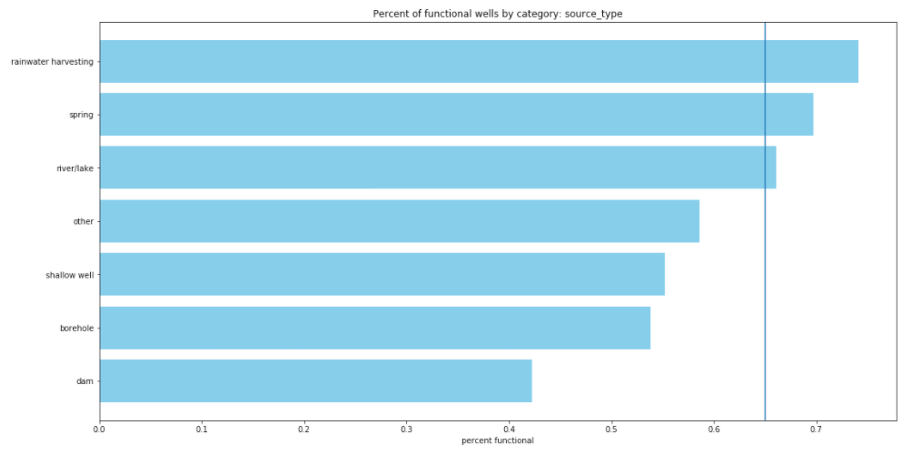 Percent of functional wells by category: source_type
rainwater harvesting
spring
river/lake
other
shallow well
borehole
dam
0.0 0.1 0.2 0.3 0.4 0.5 0.6 0.7
percent functional